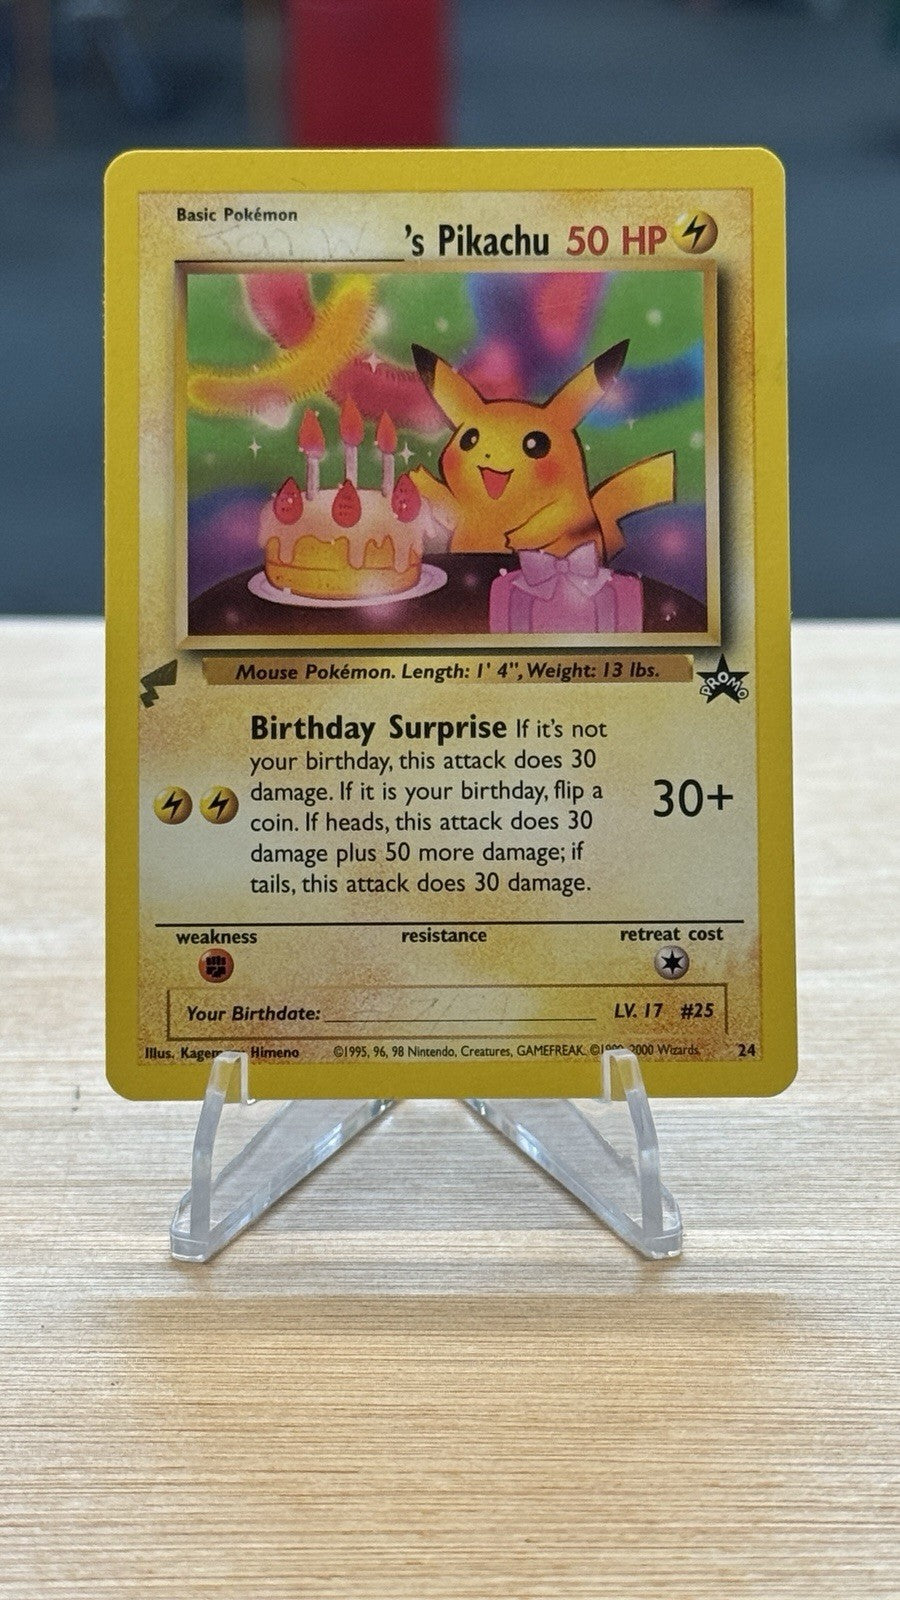 Basic Pokémon
's Pikachu 50 HP
Mouse Pokémon. Length: 1' 4", Weight: 13 lbs.
PROMO
Birthday Surprise If it's not
your birthday, this attack does 30
damage. If it is your birthday, flip a
coin. If heads, this attack does 30
damage plus 50 more damage; if
tails, this attack does 30 damage.
30+
weakness resistance retreat cost
Your Birthdate: LV. 17 #25
Illus. Himeno ©1995, 96, 98 Nintendo, Creatures, GAMEFREAK. 2000 Wizards. 24